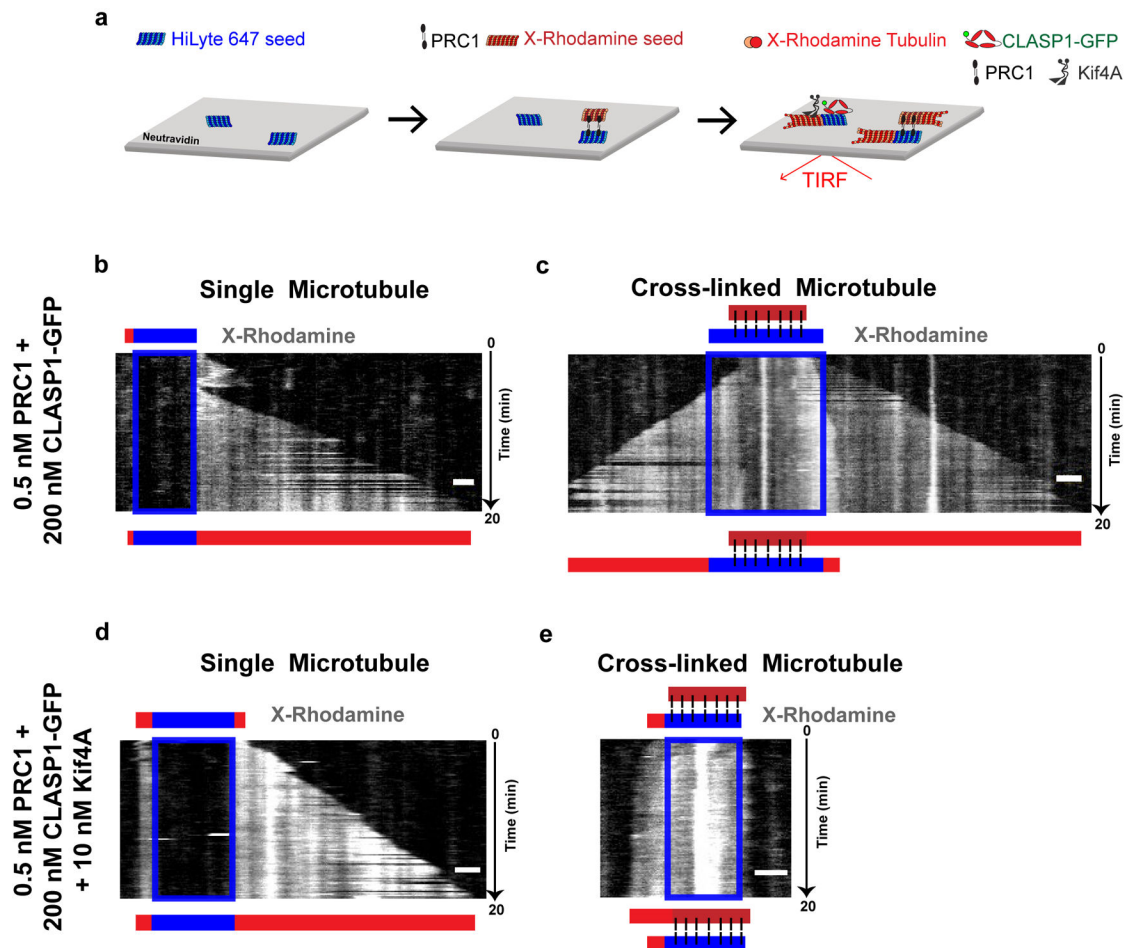 a
HiLyte 647 seed
PRC1
X-Rhodamine seed
X-Rhodamine Tubulin
CLASP1-GFP
PRC1
Kif4A
Neutravidin
TIRF
b
Single Microtubule
X-Rhodamine
0.5 nM PRC1 +
200 nM CLASP1-GFP
0
Time (min)
20
c
Cross-linked Microtubule
X-Rhodamine
0
Time (min)
20
d
Single Microtubule
X-Rhodamine
0.5 nM PRC1 +
200 nM CLASP1-GFP
+ 10 nM Kif4A
0
Time (min)
20
e
Cross-linked Microtubule
X-Rhodamine
0
Time (min)
20